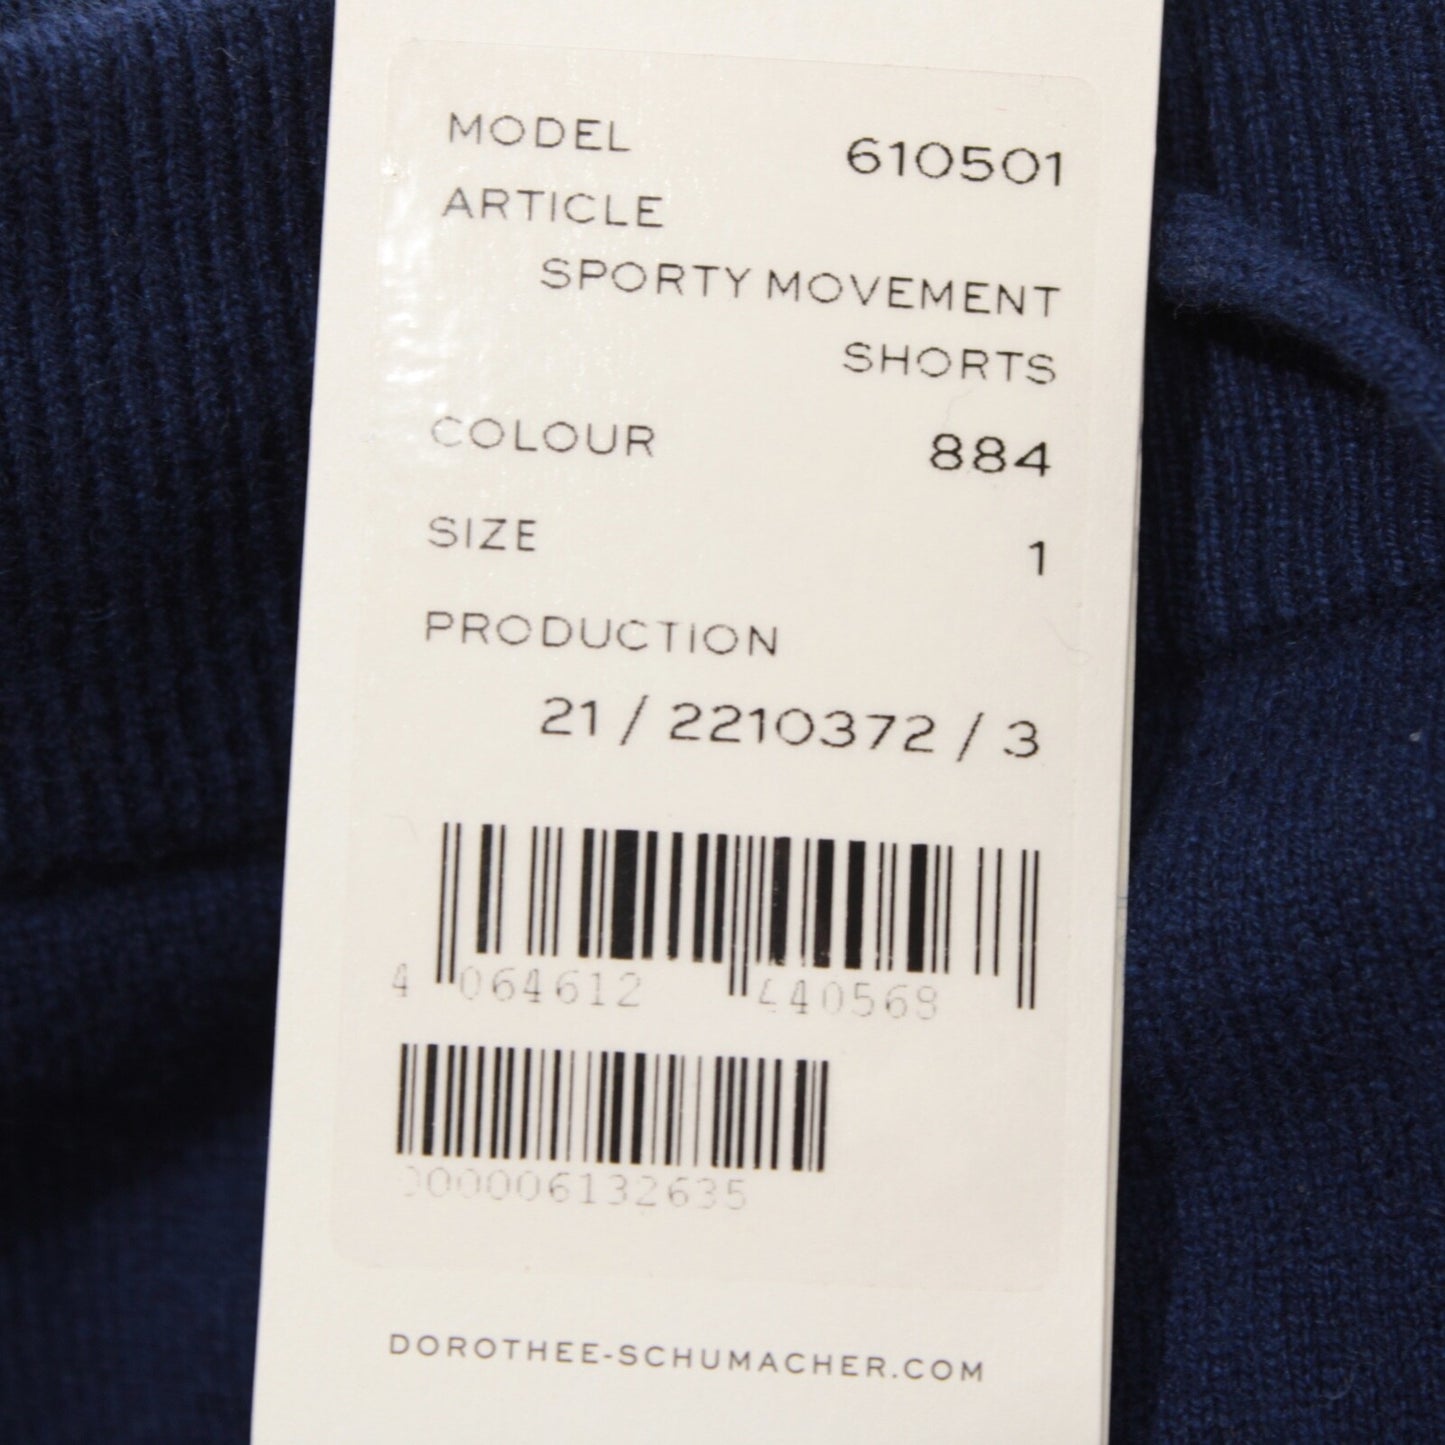 MODEL 610501
ARTICLE
SPORTY MOVEMENT
SHORTS
COLOUR 884
SIZE 1
PRODUCTION
21 / 2210372 / 3
4 064612 440568
000006132635
DOROTHEE-SCHUMACHER.COM